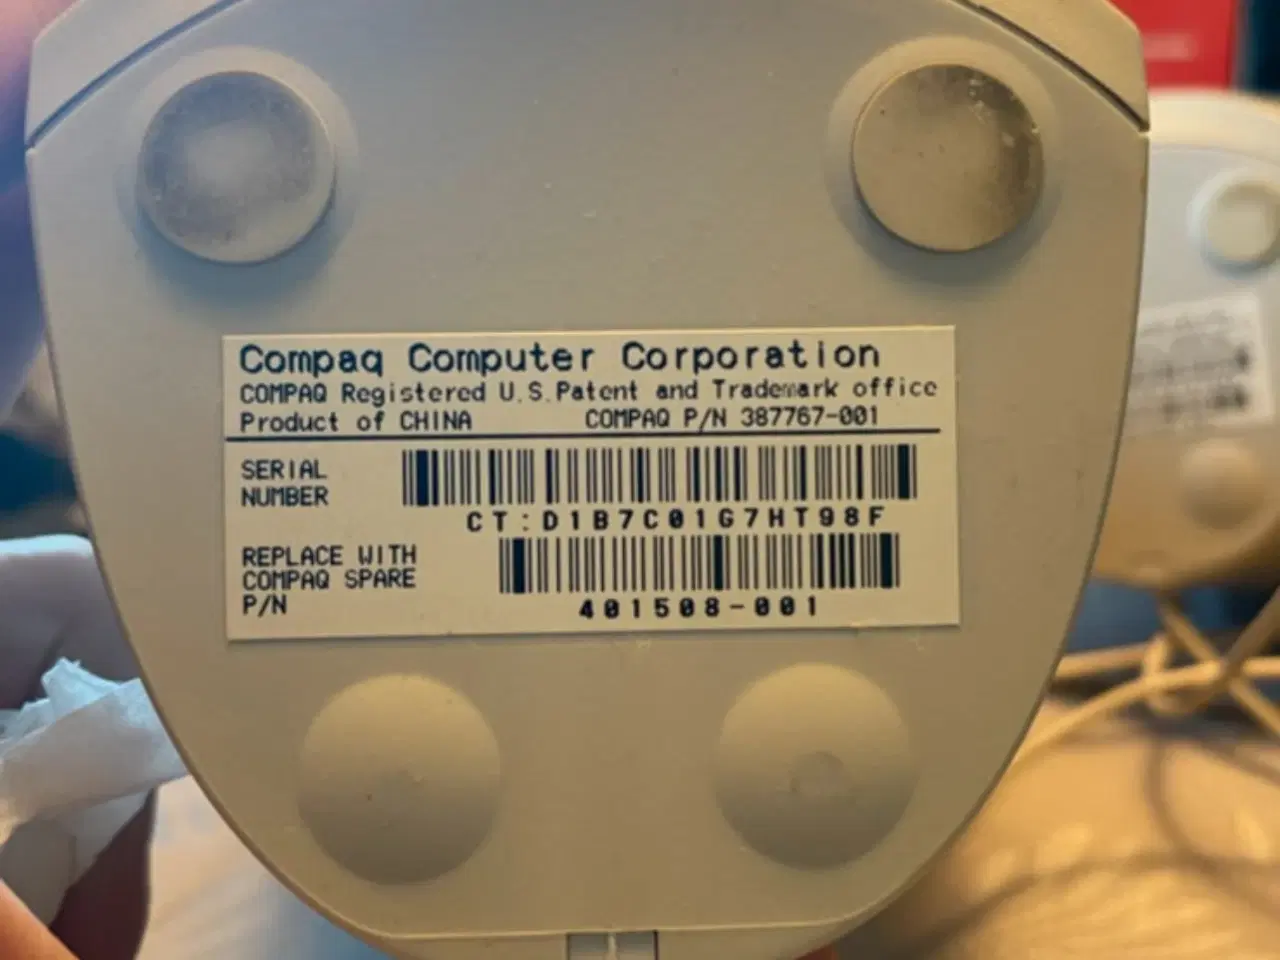 Compaq Computer Corporation
COMPAQ Registered U.S.Patent and Trademark office
Product of CHINA COMPAQ P/N 387767-001
SERIAL
NUMBER
CT:D1B7C01G7HT98F
REPLACE WITH
COMPAQ SPARE
P/N
401508-001